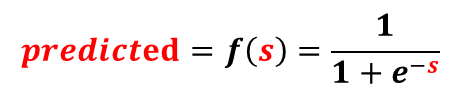 predicted = f(s) = 1 / (1 + e^{-s})